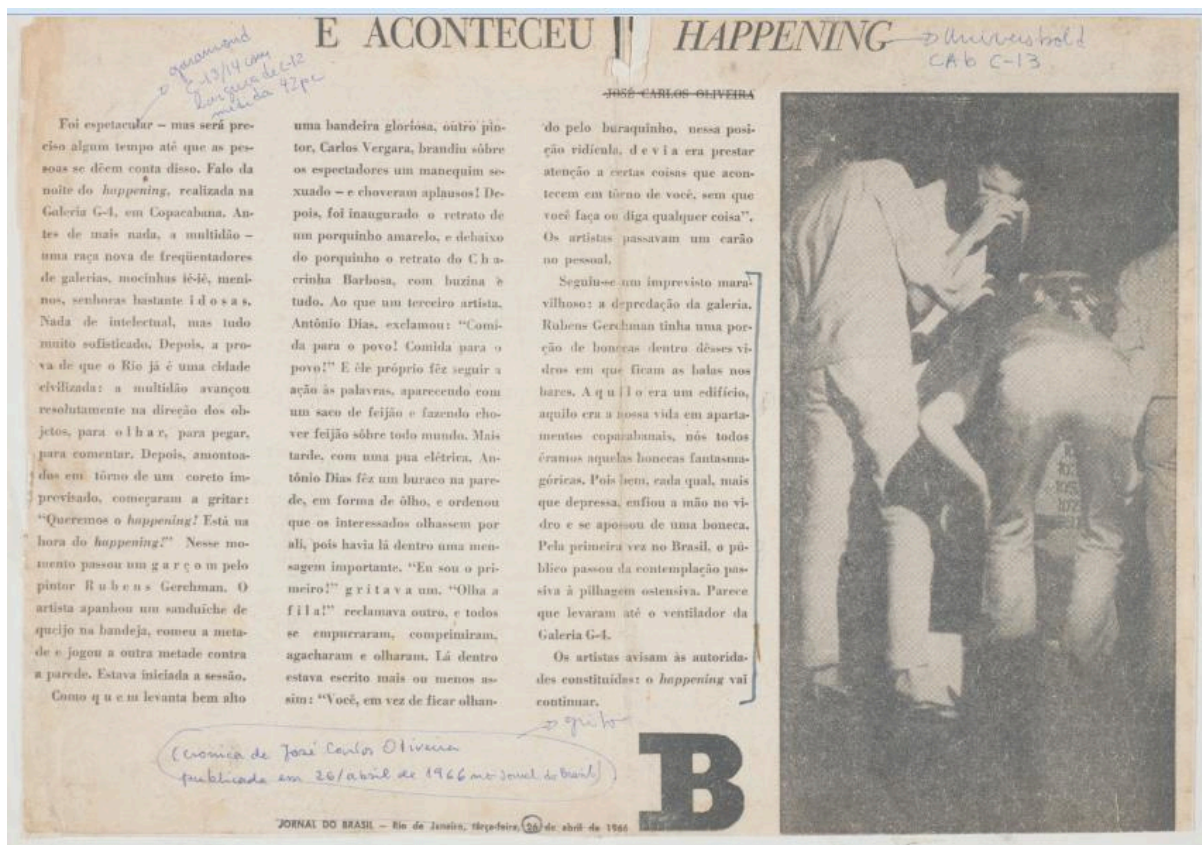 E ACONTECEU !! HAPPENING
Univers bold
CAb C-13
garamond
C-13/14 com
largura de C-12
medida 42 pc
JOSÉ CARLOS OLIVEIRA
Foi espetacular – mas será pre-
ciso algum tempo até que as pes-
soas se dêem conta disso. Falo da
noite do happening, realizada na
Galeria G-4, em Copacabana. An-
tes de mais nada, a multidão –
uma raça nova de freqüentadores
de galerias, mocinhas iê-iê, meni-
nos, senhoras bastante idosas.
Nada de intelectual, mas tudo
muito sofisticado. Depois, a pro-
va de que o Rio já é uma cidade
civilizada: a multidão avançou
resolutamente na direção dos ob-
jetos, para olhar, para pegar,
para comentar. Depois, amontoa-
dos em tôrno de um coreto im-
provisado, começaram a gritar:
“Queremos o happening! Está na
hora do happening!” Nesse mo-
mento passou um garçom pelo
pintor Rubens Gerchman. O
artista apanhou um sanduíche de
queijo na bandeja, comeu a meta-
de e jogou a outra metade contra
a parede. Estava iniciada a sessão.
Como quem levanta bem alto
uma bandeira gloriosa, outro pin-
tor, Carlos Vergara, brandiu sôbre
os espectadores um manequim se-
xuado – e choveram aplausos! De-
pois, foi inaugurado o retrato de
um porquinho amarelo, e debaixo
do porquinho o retrato do Cha-
crinha Barbosa, com buzina e
tudo. Ao que um terceiro artista,
Antônio Dias, exclamou: “Comi-
da para o povo! Comida para o
povo!” E êle próprio fêz seguir a
ação às palavras, aparecendo com
um saco de feijão e fazendo cho-
ver feijão sôbre todo mundo. Mais
tarde, com uma pua elétrica, An-
tônio Dias fêz um buraco na pare-
de, em forma de ôlho, e ordenou
que os interessados olhassem por
ali, pois havia lá dentro uma men-
sagem importante. “Eu sou o pri-
meiro!” gritava um. “Olha a
fila!” reclamava outro, e todos
se empurraram, comprimiram,
agacharam e olharam. Lá dentro
estava escrito mais ou menos as-
sim: “Você, em vez de ficar olhan-
do pelo buraquinho, nessa posi-
ção ridícula, devia era prestar
atenção a certas coisas que acon-
tecem em tôrno de você, sem que
você faça ou diga qualquer coisa”.
Os artistas passavam um carão
no pessoal.
Seguiu-se um imprevisto mara-
vilhoso: a depredação da galeria.
Rubens Gerchman tinha uma por-
ção de bonecas dentro dêsses vi-
dros em que ficam as balas nos
bares. Aquilo era um edifício,
aquilo era a nossa vida em aparta-
mentos copacabanais, nós todos
éramos aquelas bonecas fantasma-
góricas. Pois bem, cada qual, mais
que depressa, enfiou a mão no vi-
dro e se apossou de uma boneca.
Pela primeira vez no Brasil, o pú-
blico passou da contemplação pas-
siva à pilhagem ostensiva. Parece
que levaram até o ventilador da
Galeria G-4.
Os artistas avisam às autorida-
des constituídas: o happening vai
continuar.
grifo
(cronica de José Carlos Oliveira
publicada em 26/abril de 1966 no Jornal do Brasil)
B
JORNAL DO BRASIL – Rio de Janeiro, têrça-feira, 26 de abril de 1966